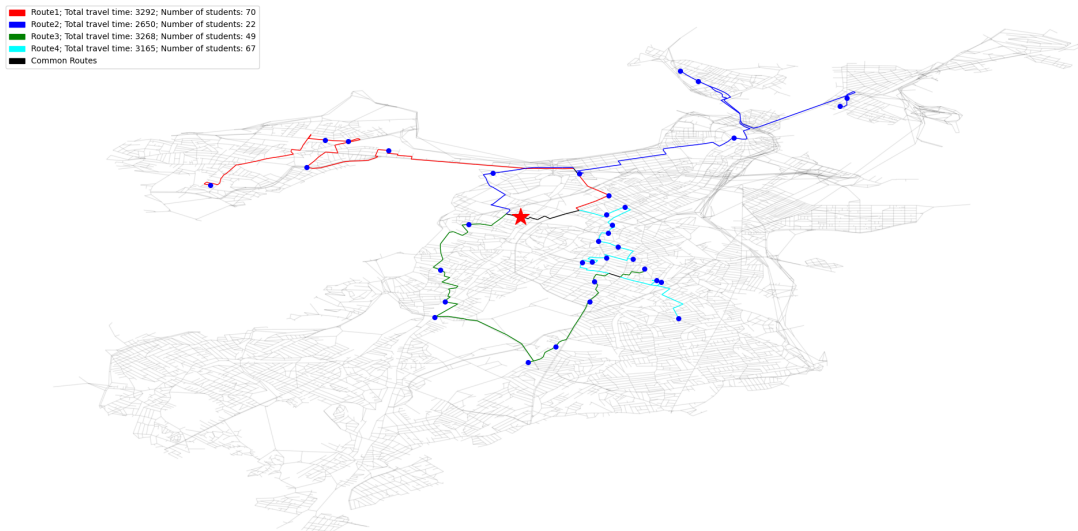 Route1; Total travel time: 3292; Number of students: 70
Route2; Total travel time: 2650; Number of students: 22
Route3; Total travel time: 3268; Number of students: 49
Route4; Total travel time: 3165; Number of students: 67
Common Routes